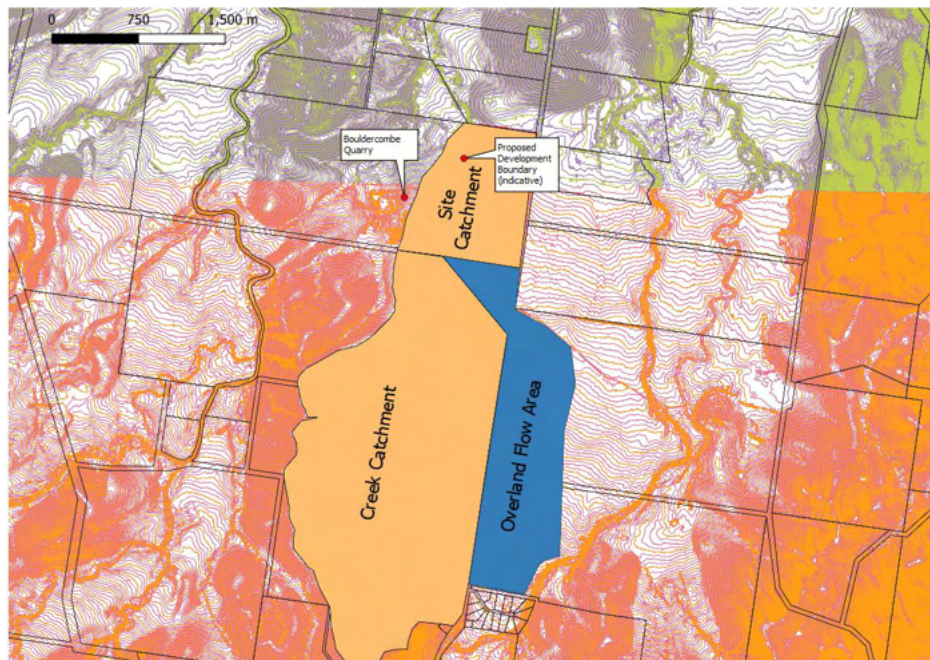 0 750 1,500 m
Bouldercombe
Quarry
Proposed
Development
Boundary
(indicative)
Site
Catchment
Creek Catchment
Overland Flow Area